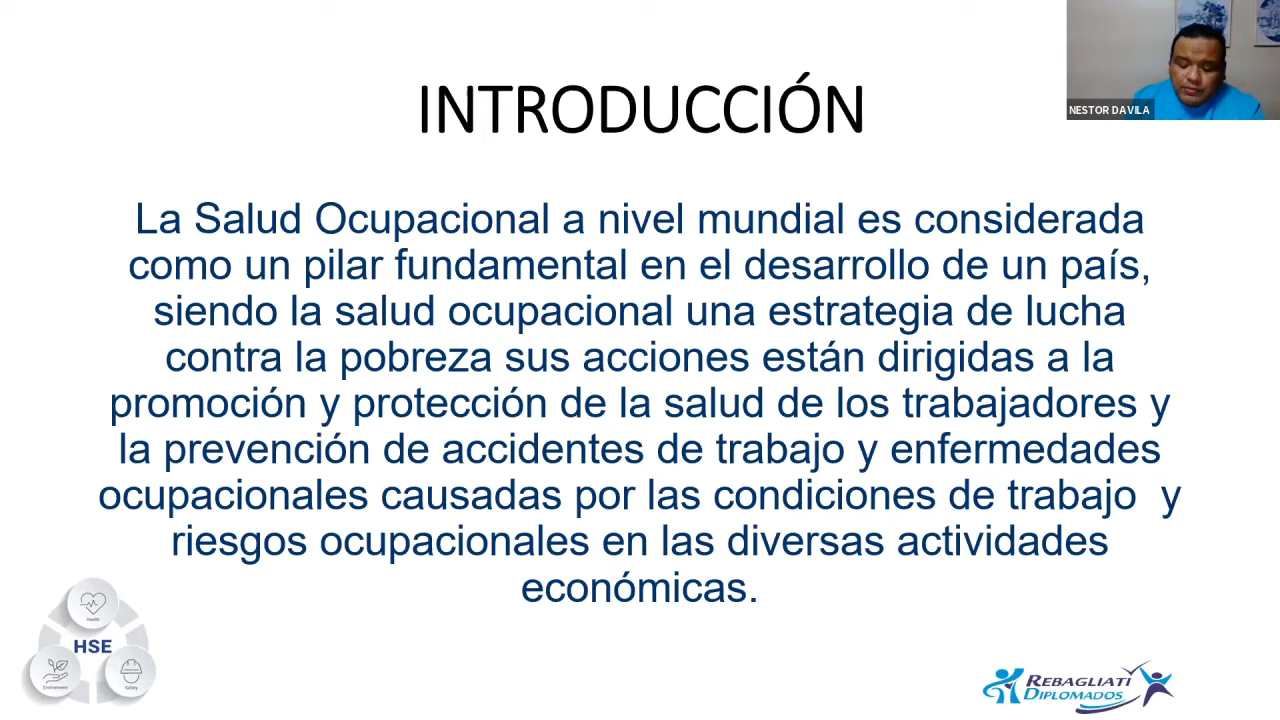 INTRODUCCIÓN
NESTOR DAVILA
La Salud Ocupacional a nivel mundial es considerada
como un pilar fundamental en el desarrollo de un país,
siendo la salud ocupacional una estrategia de lucha
contra la pobreza sus acciones están dirigidas a la
promoción y protección de la salud de los trabajadores y
la prevención de accidentes de trabajo y enfermedades
ocupacionales causadas por las condiciones de trabajo  y
riesgos ocupacionales en las diversas actividades
económicas.
Health
HSE
Environment
Safety
REBAGLIATI
DIPLOMADOS